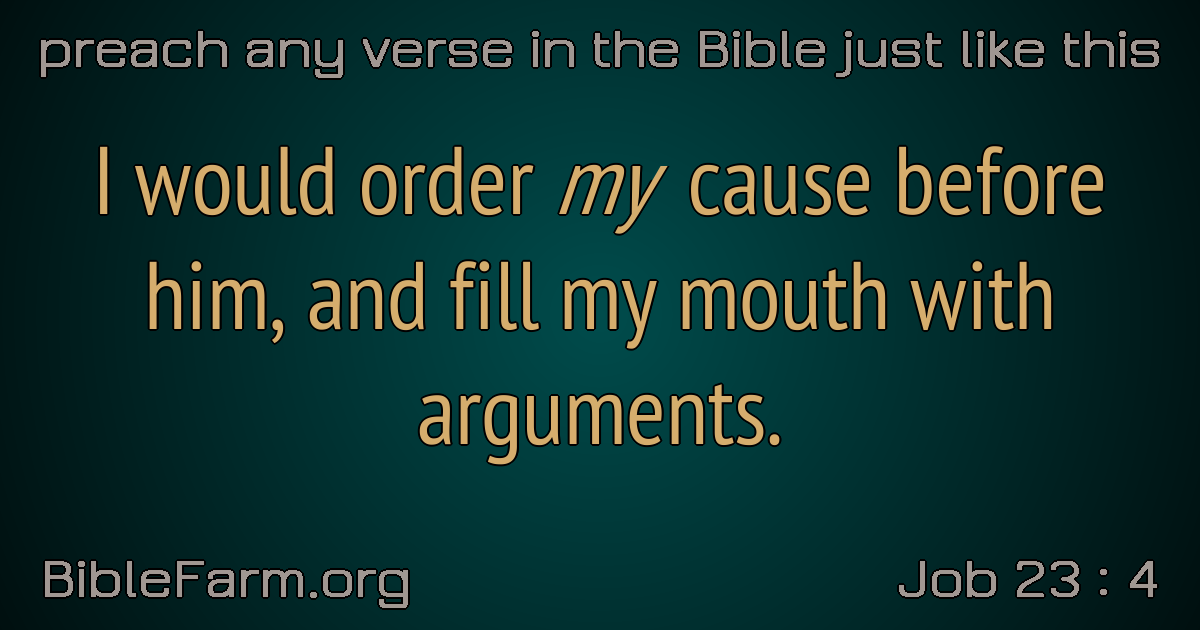 preach any verse in the Bible just like this
I would order my cause before
him, and fill my mouth with
arguments.
BibleFarm.org
Job 23 : 4